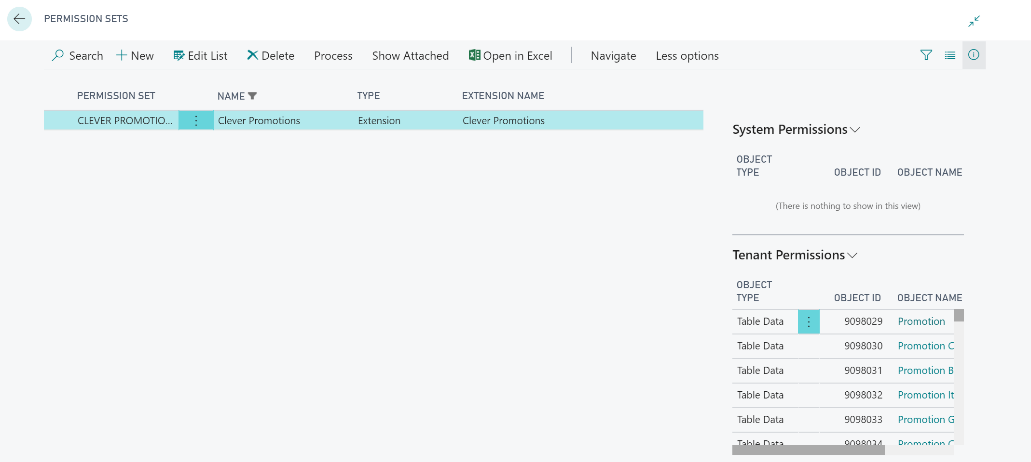 PERMISSION SETS
Search New Edit List Delete Process Show Attached Open in Excel Navigate Less options
PERMISSION SET NAME TYPE EXTENSION NAME
CLEVER PROMOTIO... Clever Promotions Extension Clever Promotions
System Permissions
OBJECT TYPE OBJECT ID OBJECT NAME
(There is nothing to show in this view)
Tenant Permissions
OBJECT TYPE OBJECT ID OBJECT NAME
Table Data 9098029 Promotion
Table Data 9098030 Promotion C
Table Data 9098031 Promotion B
Table Data 9098032 Promotion It
Table Data 9098033 Promotion G
Table Data 9098034 Promotion